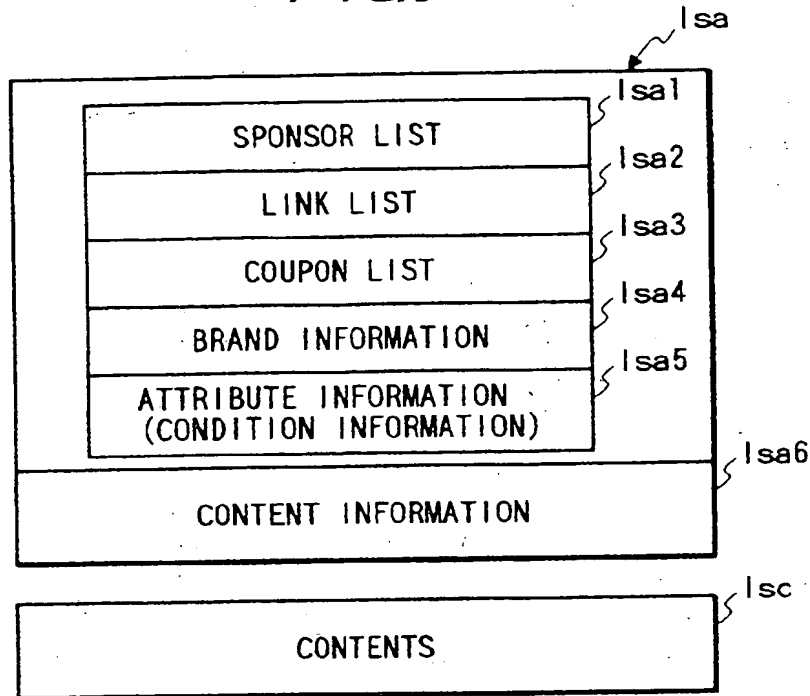 Isa
Isa1
SPONSOR LIST
Isa2
LINK LIST
Isa3
COUPON LIST
Isa4
BRAND INFORMATION
Isa5
ATTRIBUTE INFORMATION
(CONDITION INFORMATION)
Isa6
CONTENT INFORMATION
Isc
CONTENTS